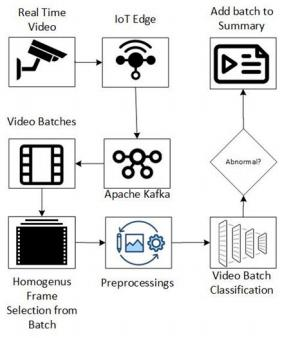 Real Time
Video
IoT Edge
Add batch to
Summary
Video Batches
Apache Kafka
Abnormal?
Homogenus
Frame
Selection from
Batch
Preprocessings
Video Batch
Classification